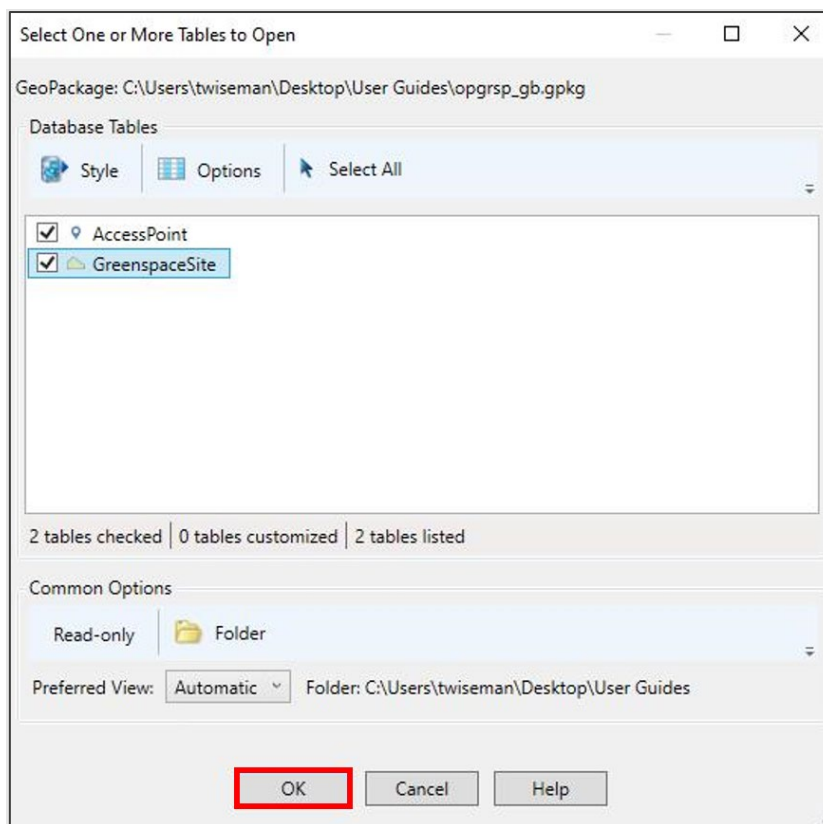 Select One or More Tables to Open
GeoPackage: C:\Users\twiseman\Desktop\User Guides\opgrsp_gb.gpkg
Database Tables
Style Options Select All
AccessPoint
GreenspaceSite
2 tables checked 0 tables customized 2 tables listed
Common Options
Read-only Folder
Preferred View: Automatic Folder: C:\Users\twiseman\Desktop\User Guides
OK Cancel Help